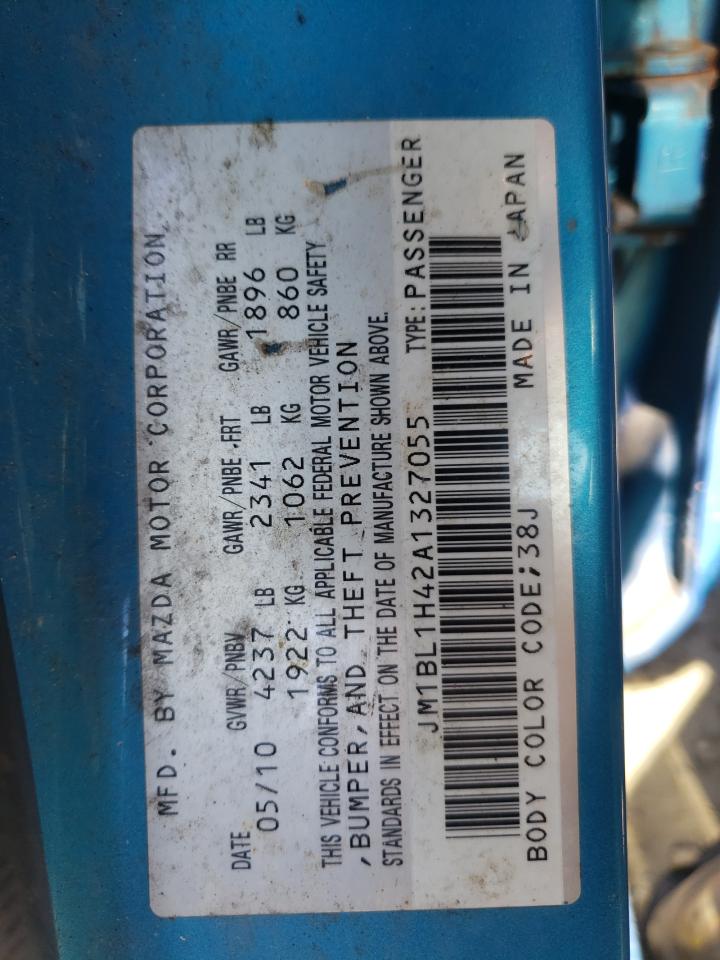 MFD. BY MAZDA MOTOR CORPORATION
DATE GVWR/PNBV GAWR/PNBE FRT GAWR/PNBE RR
05/10 4237 LB 2341 LB 1896 LB
1922 KG 1062 KG 860 KG
THIS VEHICLE CONFORMS TO ALL APPLICABLE FEDERAL MOTOR VEHICLE SAFETY
,BUMPER, AND THEFT PREVENTION
STANDARDS IN EFFECT ON THE DATE OF MANUFACTURE SHOWN ABOVE.
JM1BL1H42A1327055 TYPE: PASSENGER
BODY COLOR CODE;38J MADE IN JAPAN